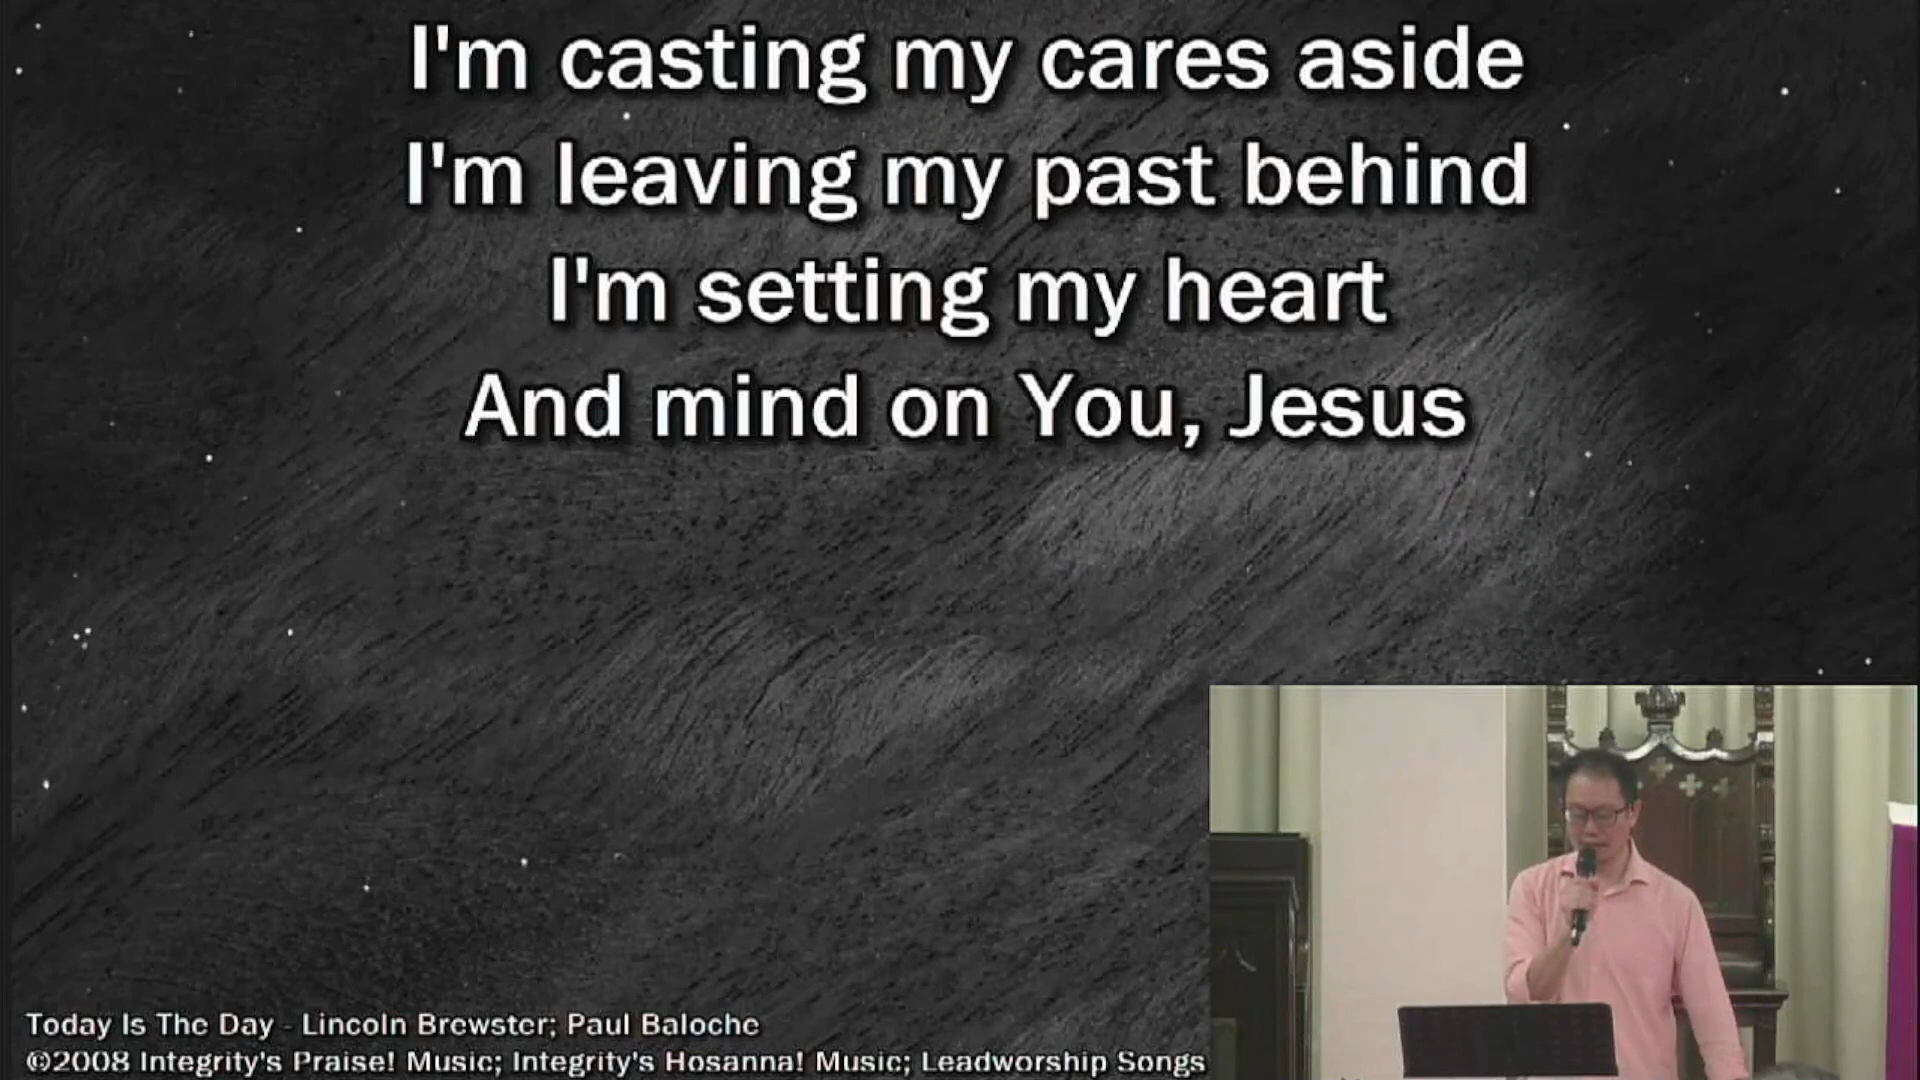 I'm casting my cares aside
I'm leaving my past behind
I'm setting my heart
And mind on You, Jesus
Today Is The Day - Lincoln Brewster; Paul Baloche
©2008 Integrity's Praise! Music; Integrity's Hosanna! Music; Leadworship Songs